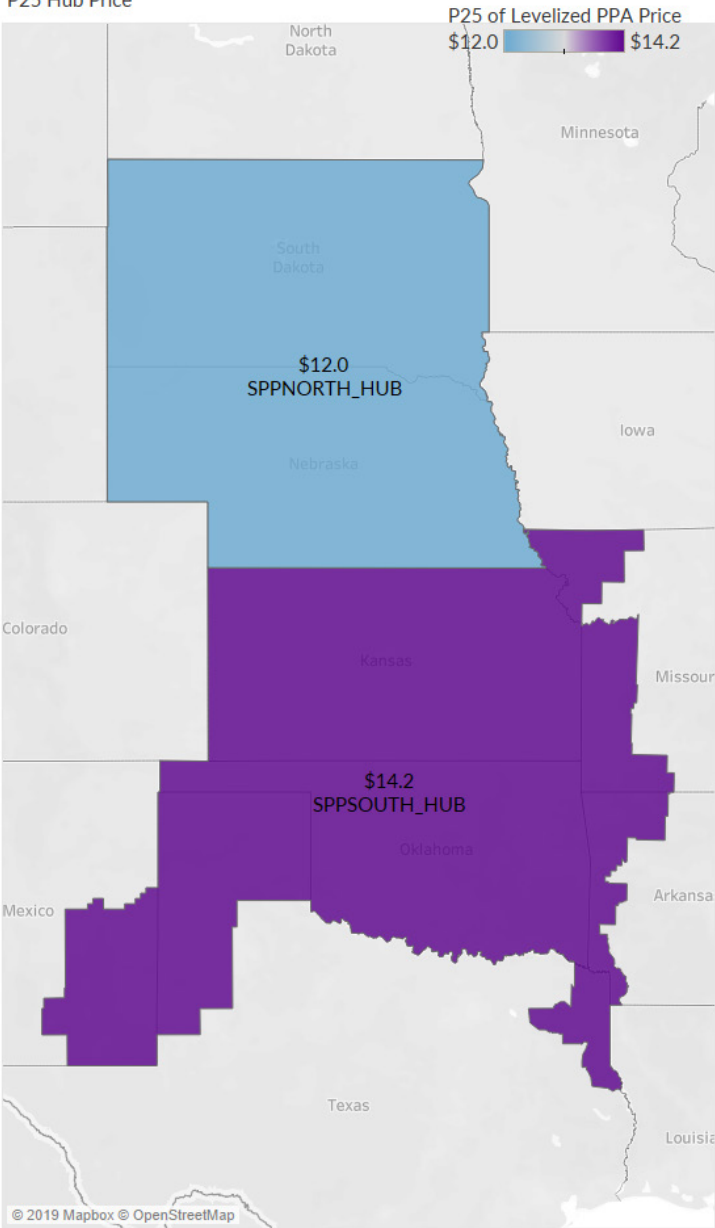 P25 Hub Price
P25 of Levelized PPA Price
$12.0 $14.2
North
Dakota
Minnesota
South
Dakota
$12.0
SPPNORTH_HUB
Iowa
Nebraska
Colorado
Kansas
Missour
$14.2
SPPSOUTH_HUB
Oklahoma
Arkansa
Mexico
Texas
Louisia
© 2019 Mapbox © OpenStreetMap